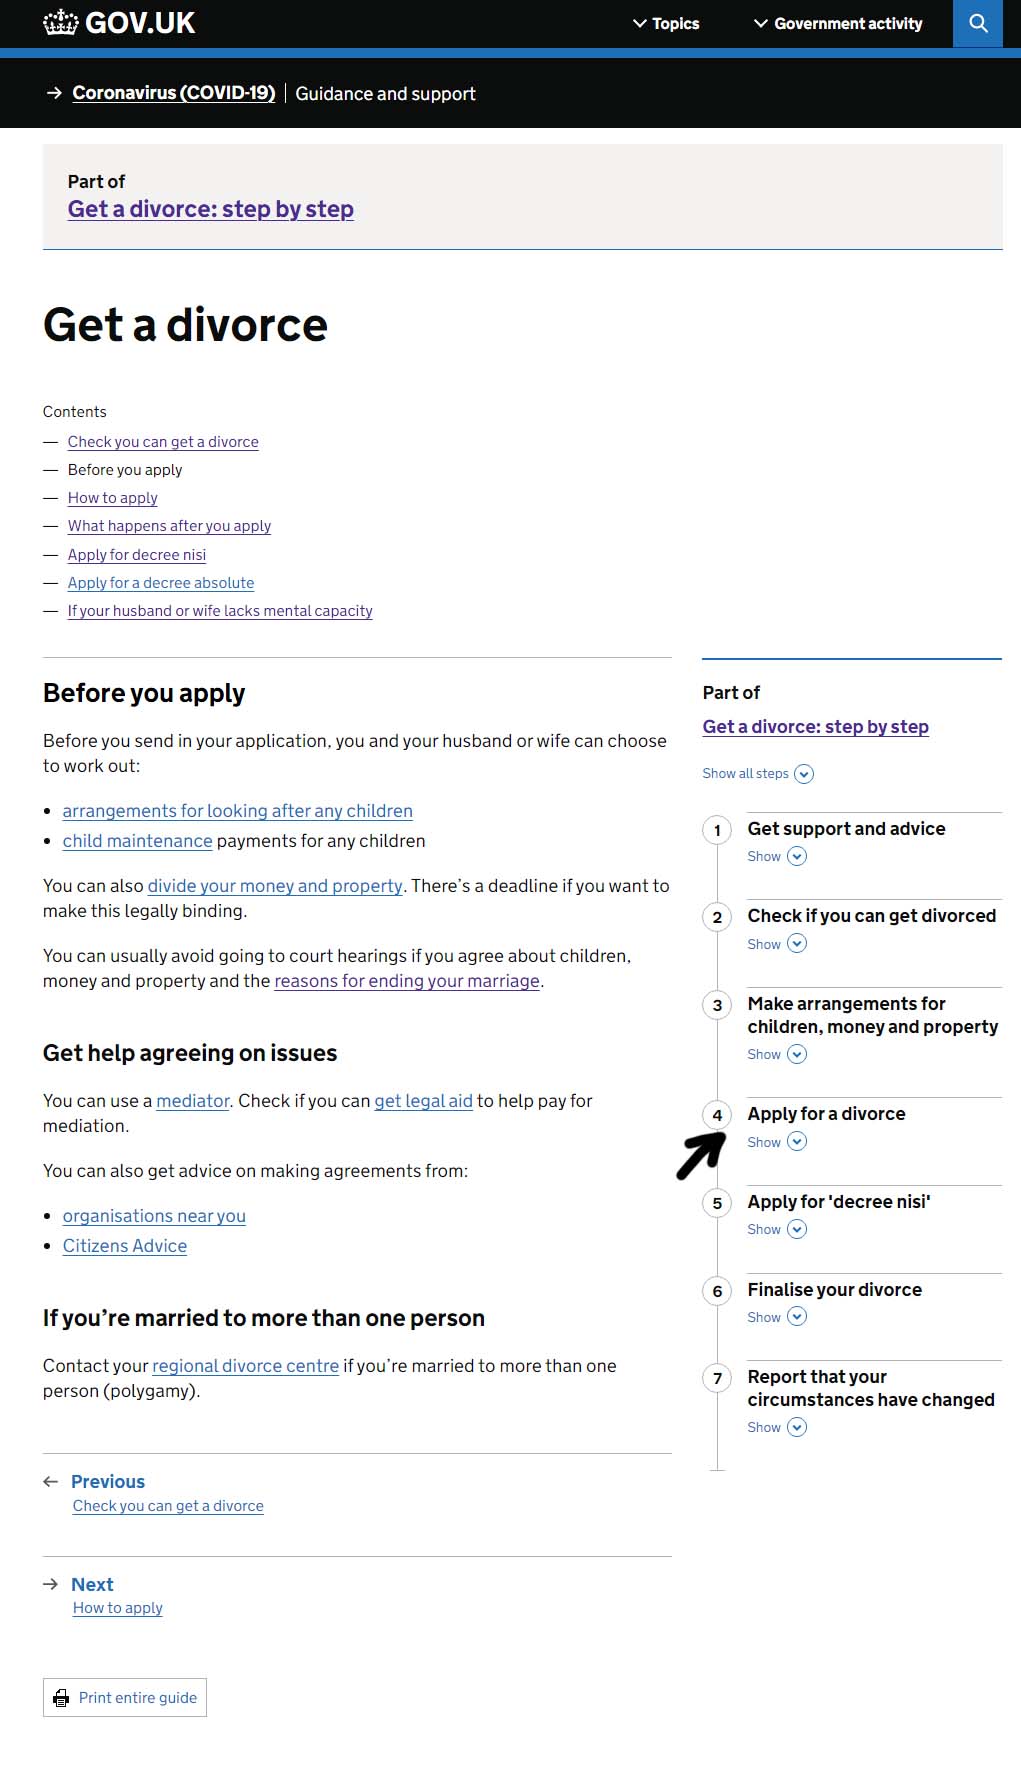 GOV.UK
Topics
Government activity
Coronavirus (COVID-19)
Guidance and support
Part of
Get a divorce: step by step
Get a divorce
Contents
— Check you can get a divorce
— Before you apply
— How to apply
— What happens after you apply
— Apply for decree nisi
— Apply for a decree absolute
— If your husband or wife lacks mental capacity
Before you apply
Before you send in your application, you and your husband or wife can choose
to work out:
• arrangements for looking after any children
• child maintenance payments for any children
You can also divide your money and property. There’s a deadline if you want to
make this legally binding.
You can usually avoid going to court hearings if you agree about children,
money and property and the reasons for ending your marriage.
Get help agreeing on issues
You can use a mediator. Check if you can get legal aid to help pay for
mediation.
You can also get advice on making agreements from:
• organisations near you
• Citizens Advice
If you’re married to more than one person
Contact your regional divorce centre if you’re married to more than one
person (polygamy).
Previous
Check you can get a divorce
Next
How to apply
Print entire guide
Part of
Get a divorce: step by step
Show all steps
1 Get support and advice
Show
2 Check if you can get divorced
Show
3 Make arrangements for
children, money and property
Show
4 Apply for a divorce
Show
5 Apply for 'decree nisi'
Show
6 Finalise your divorce
Show
7 Report that your
circumstances have changed
Show